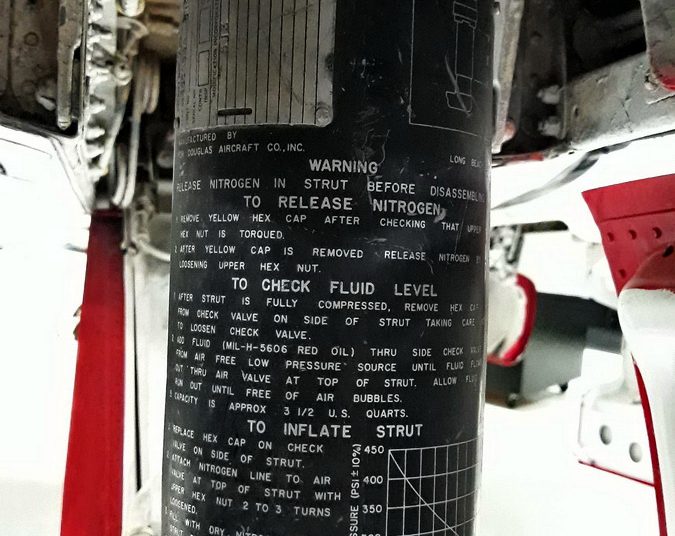 MANUFACTURED BY
DOUGLAS AIRCRAFT CO., INC.
LONG
WARNING
RELEASE NITROGEN IN STRUT BEFORE DISASSEMBLING
TO RELEASE NITROGEN
1. REMOVE YELLOW HEX CAP AFTER CHECKING THAT UPPER
HEX NUT IS TORQUED.
2. AFTER YELLOW CAP IS REMOVED RELEASE NITROGEN BY
LOOSENING UPPER HEX NUT.
TO CHECK FLUID LEVEL
1. AFTER STRUT IS FULLY COMPRESSED, REMOVE HEX CAP
FROM CHECK VALVE ON SIDE OF STRUT TAKING CARE
TO LOOSEN CHECK VALVE.
2. ADD FLUID (MIL-H-5606 RED OIL) THRU SIDE CHECK VALVE
FROM AIR FREE LOW PRESSURE SOURCE UNTIL FLUID FLOWS
OUT THRU AIR VALVE AT TOP OF STRUT. ALLOW FLUID
RUN OUT UNTIL FREE OF AIR BUBBLES.
3. CAPACITY IS APPROX 3 1/2 U.S. QUARTS.
TO INFLATE STRUT
1. REPLACE HEX CAP ON CHECK
VALVE ON SIDE OF STRUT.
2. ATTACH NITROGEN LINE TO AIR
VALVE AT TOP OF STRUT WITH
UPPER HEX NUT 2 TO 3 TURNS
LOOSENED.
3. FILL WITH DRY
450
400
350
(PSI ±10%)